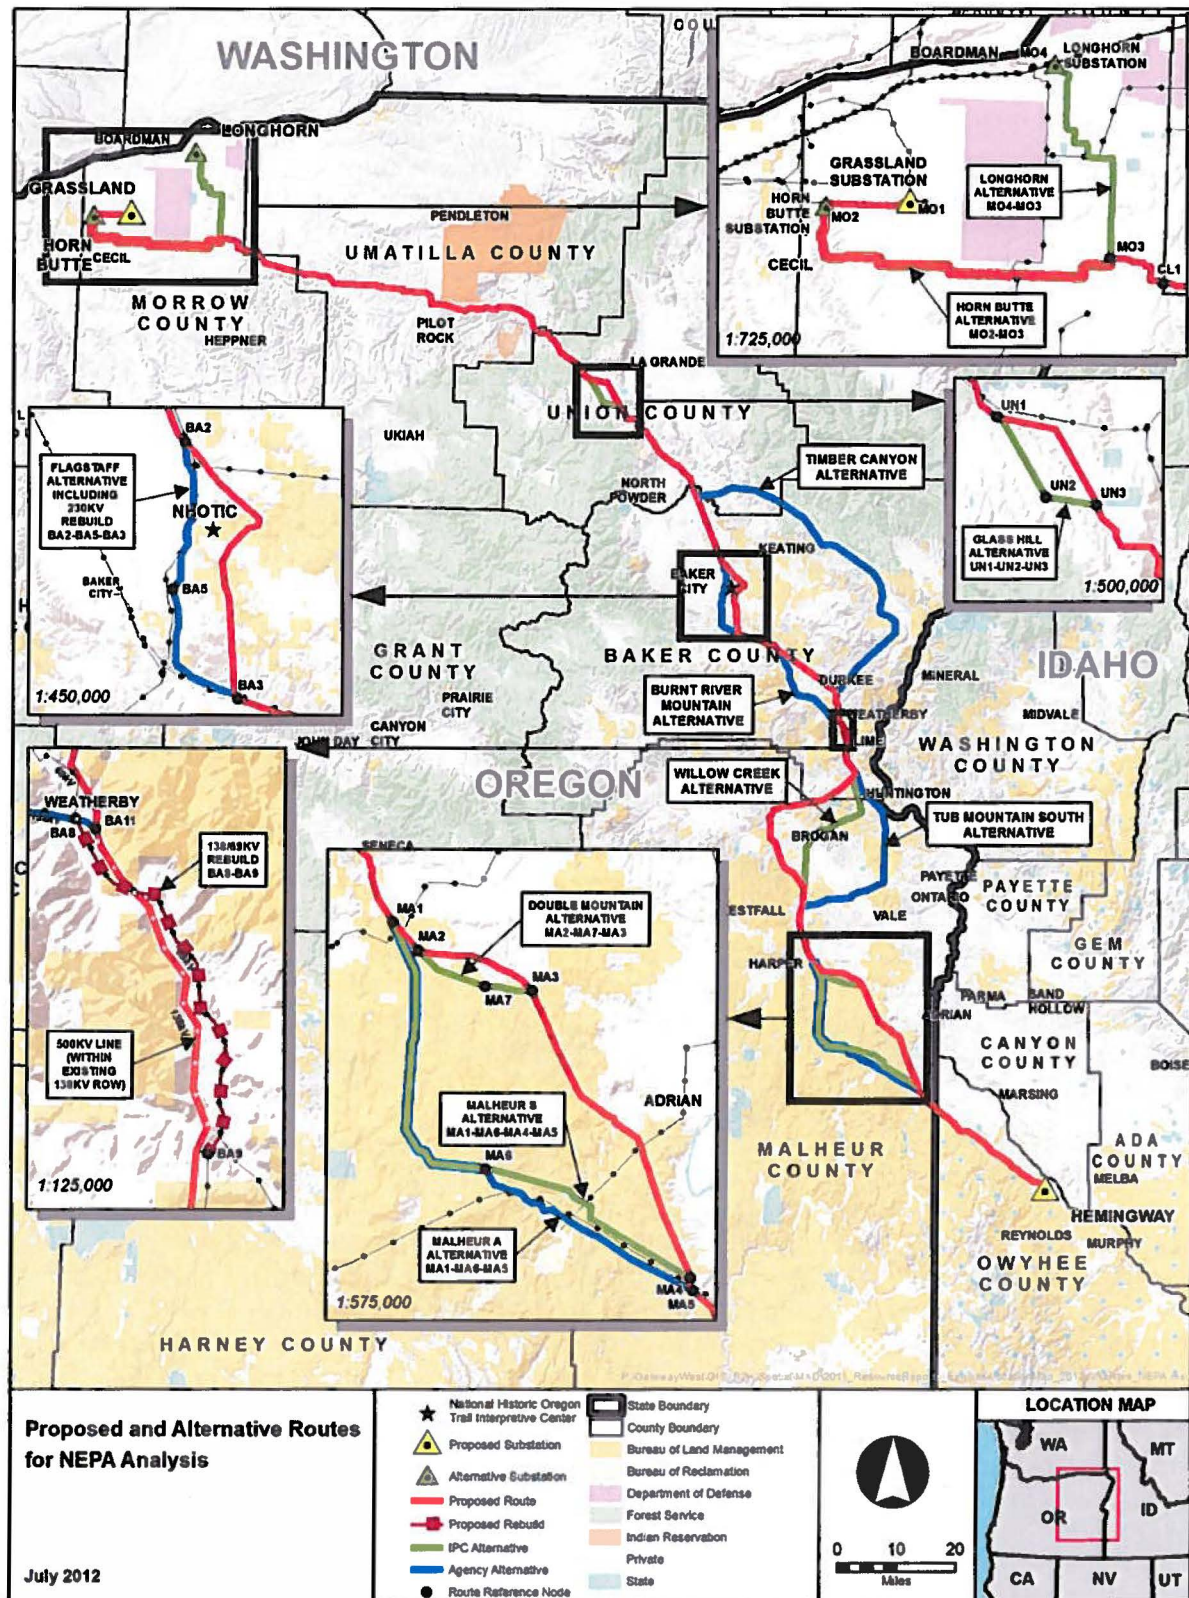 WASHINGTON
BOARDMAN
LONGHORN
GRASSLAND
HORN
BUTTE
CECIL
MORROW
COUNTY
HEPPNER
PENDLETON
UMATILLA COUNTY
PILOT
ROCK
LA GRANDE
UNION COUNTY
UKIAH
NORTH
POWDER
TIMBER CANYON
ALTERNATIVE
KEATING
BAKER
CITY
GRANT
COUNTY
BAKER COUNTY
IDAHO
PRAIRIE
CITY
CANYON
CITY
JOHN DAY
BURNT RIVER
MOUNTAIN
ALTERNATIVE
DURKEE
MINERAL
WEATHERBY
LIME
MIDVALE
WASHINGTON
COUNTY
OREGON
WILLOW CREEK
ALTERNATIVE
HUNTINGTON
TUB MOUNTAIN SOUTH
ALTERNATIVE
BROGAN
SENECA
PAYETTE
ONTARIO
PAYETTE
COUNTY
ESTFALL
VALE
GEM
COUNTY
HARPER
PARMA
SAND
HOLLOW
ADRIAN
CANYON
COUNTY
BOISE
MARSING
MALHEUR
COUNTY
ADA
COUNTY
MELBA
HEMINGWAY
REYNOLDS
MURPHY
OWYHEE
COUNTY
HARNEY COUNTY
BOARDMAN
MO4
LONGHORN
SUBSTATION
GRASSLAND
SUBSTATION
MO1
HORN
BUTTE
SUBSTATION
MO2
LONGHORN
ALTERNATIVE
MO4-MO3
CECIL
MO3
CL1
HORN BUTTE
ALTERNATIVE
MO2-MO3
1:725,000
UN1
UN2
UN3
GLASS HILL
ALTERNATIVE
UN1-UN2-UN3
1:500,000
BA2
FLAGSTAFF
ALTERNATIVE
INCLUDING
230KV
REBUILD
BA2-BA5-BA3
NHOTIC
BAKER
CITY
BA5
BA3
1:450,000
WEATHERBY
BA8
BA11
138/69KV
REBUILD
BA8-BA9
500KV LINE
(WITHIN
EXISTING
138KV ROW)
BA9
1:125,000
MA1
MA2
DOUBLE MOUNTAIN
ALTERNATIVE
MA2-MA7-MA3
MA3
MA7
ADRIAN
MALHEUR S
ALTERNATIVE
MA1-MA6-MA4-MA5
MA6
MALHEUR A
ALTERNATIVE
MA1-MA6-MA5
MA4
MA5
1:575,000
Proposed and Alternative Routes
for NEPA Analysis
July 2012
National Historic Oregon
Trail Interpretive Center
Proposed Substation
Alternative Substation
Proposed Route
Proposed Rebuild
IPC Alternative
Agency Alternative
Route Reference Node
State Boundary
County Boundary
Bureau of Land Management
Bureau of Reclamation
Department of Defense
Forest Service
Indian Reservation
Private
State
0 10 20
Miles
LOCATION MAP
WA
MT
OR
ID
CA
NV
UT